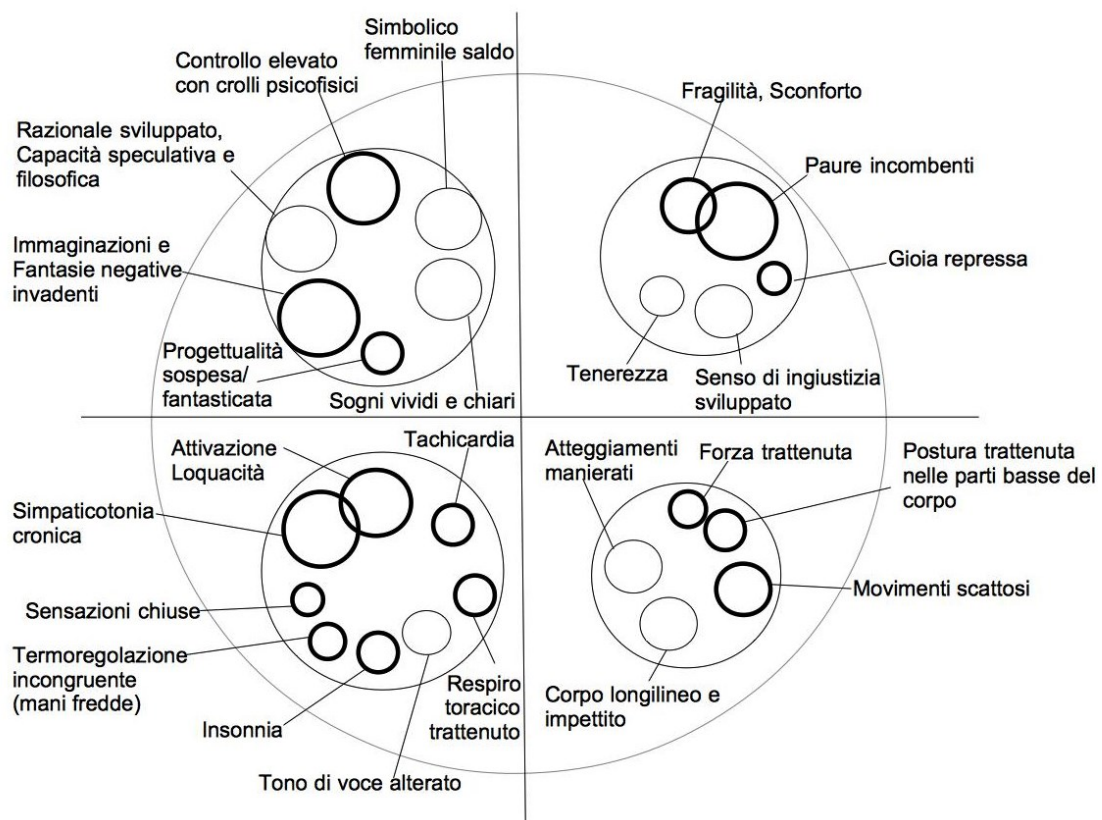 Simbolico
femminile saldo
Controllo elevato
con crolli psicofisici
Razionale sviluppato,
Capacità speculativa e
filosofica
Immaginazioni e
Fantasie negative
invadenti
Progettualità
sospesa/
fantasticata
Sogni vividi e chiari
Fragilità, Sconforto
Paure incombenti
Gioia repressa
Tenerezza
Senso di ingiustizia
sviluppato
Attivazione
Loquacità
Tachicardia
Simpaticotonia
cronica
Sensazioni chiuse
Termoregolazione
incongruente
(mani fredde)
Insonnia
Tono di voce alterato
Respiro
toracico
trattenuto
Atteggiamenti
manierati
Forza trattenuta
Postura trattenuta
nelle parti basse del
corpo
Movimenti scattosi
Corpo longilineo e
impettito